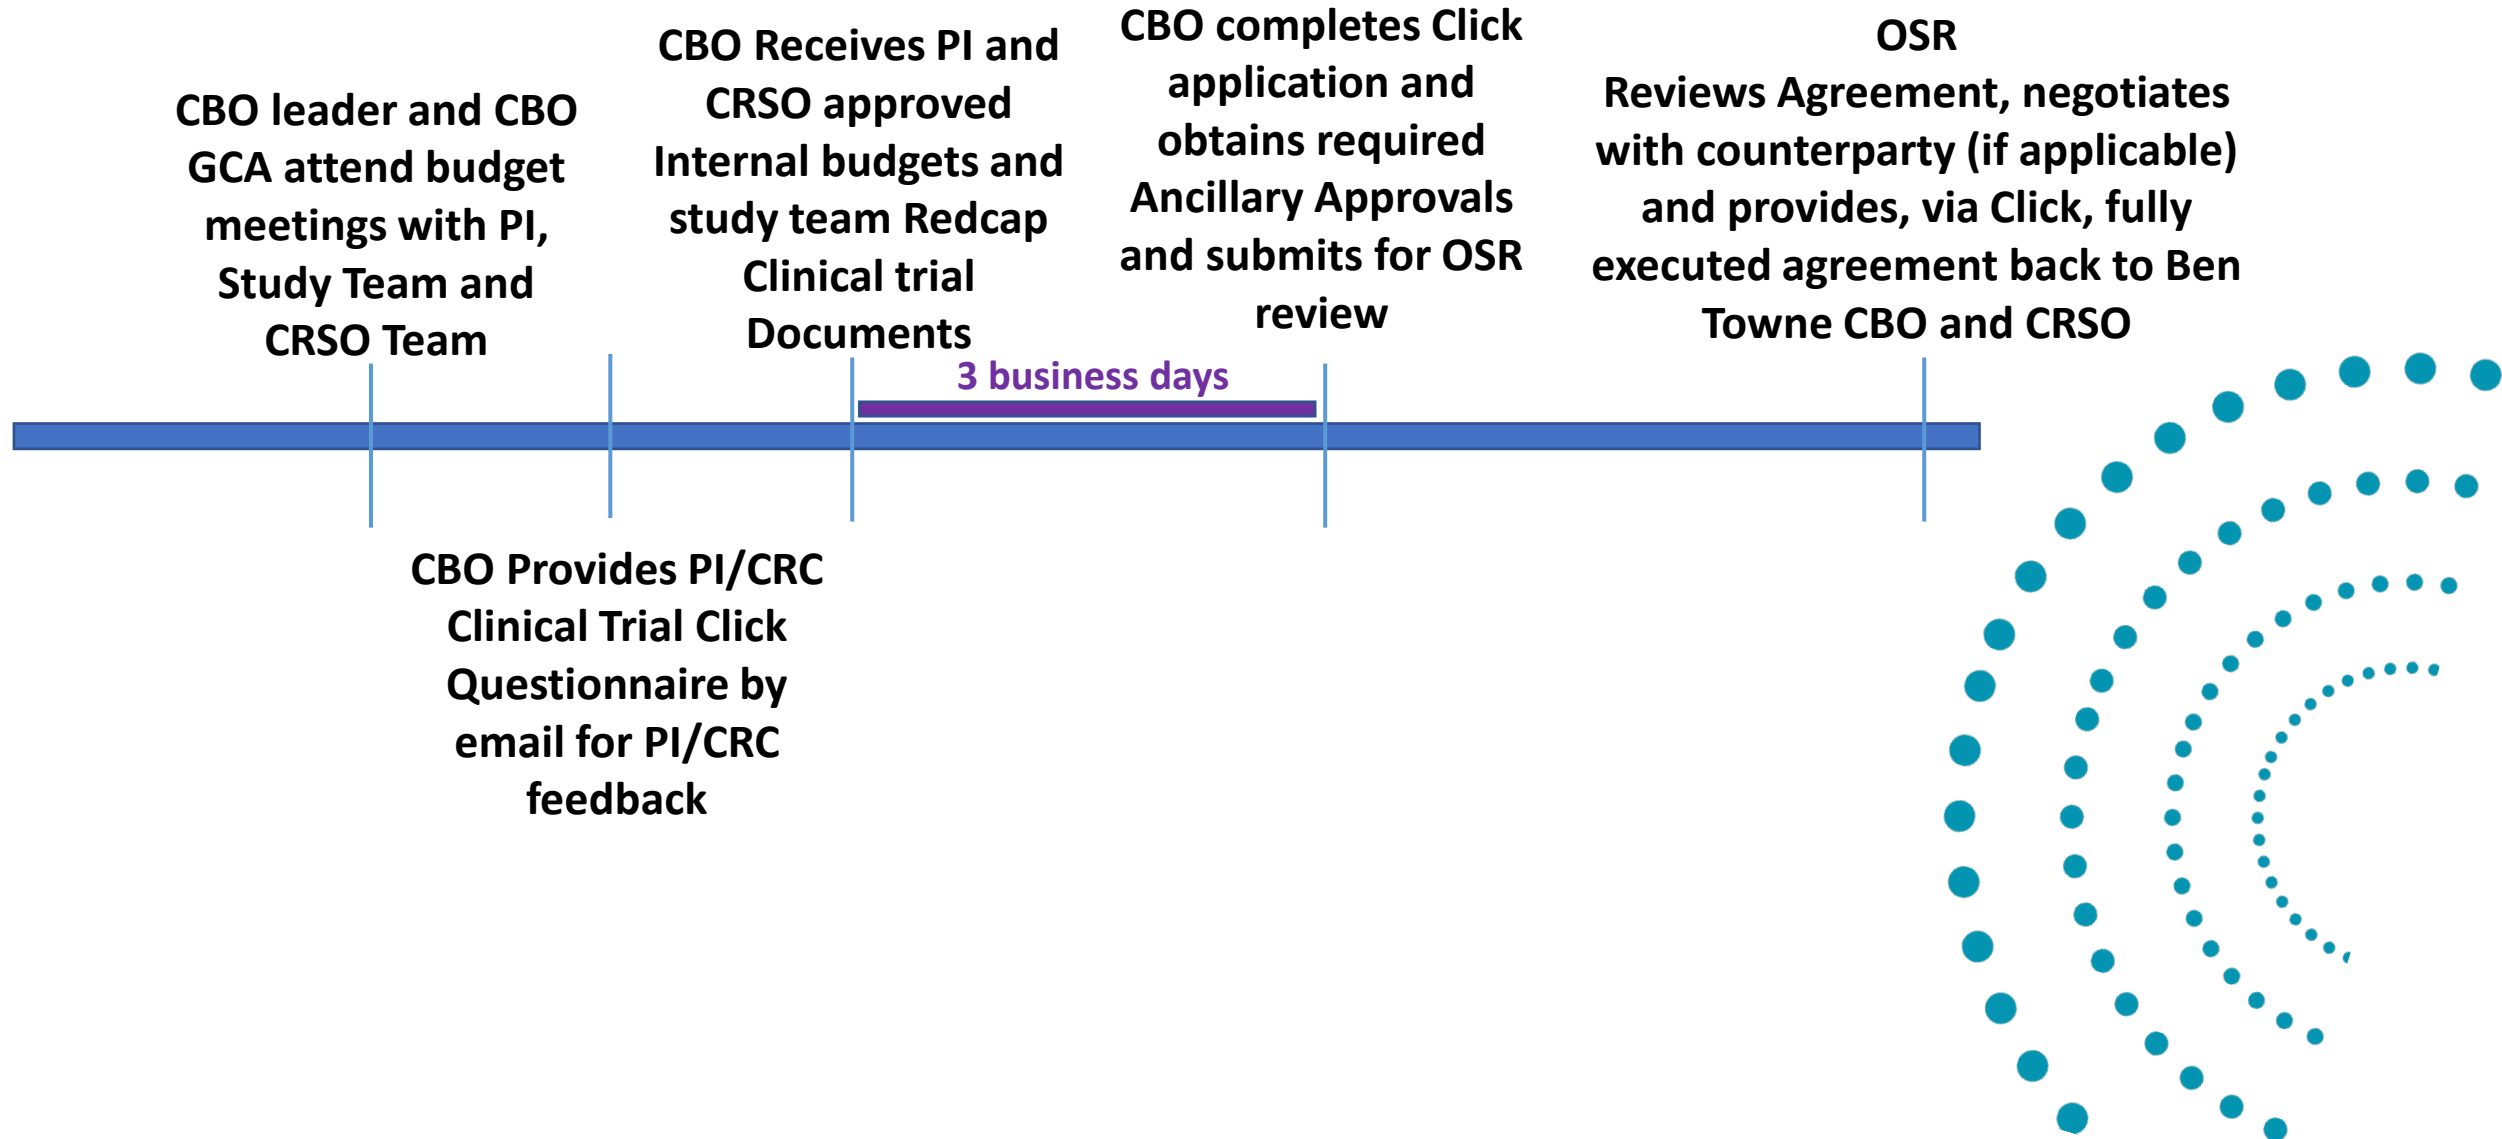 CBO leader and CBO
GCA attend budget
meetings with PI,
Study Team and
CRSO Team
CBO Provides PI/CRC
Clinical Trial Click
Questionnaire by
email for PI/CRC
feedback
CBO Receives PI and
CRSO approved
Internal budgets and
study team Redcap
Clinical trial
Documents
3 business days
CBO completes Click
application and
obtains required
Ancillary Approvals
and submits for OSR
review
OSR
Reviews Agreement, negotiates
with counterparty (if applicable)
and provides, via Click, fully
executed agreement back to Ben
Towne CBO and CRSO